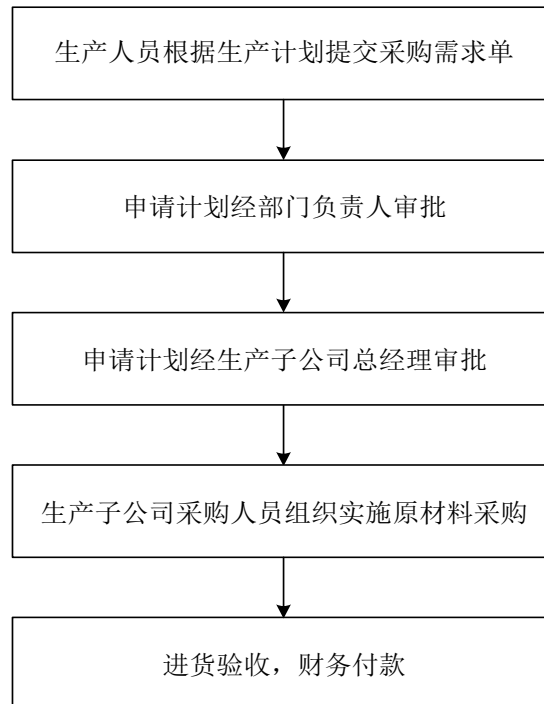 生产人员根据生产计划提交采购需求单
申请计划经部门负责人审批
申请计划经生产子公司总经理审批
生产子公司采购人员组织实施原材料采购
进货验收，财务付款